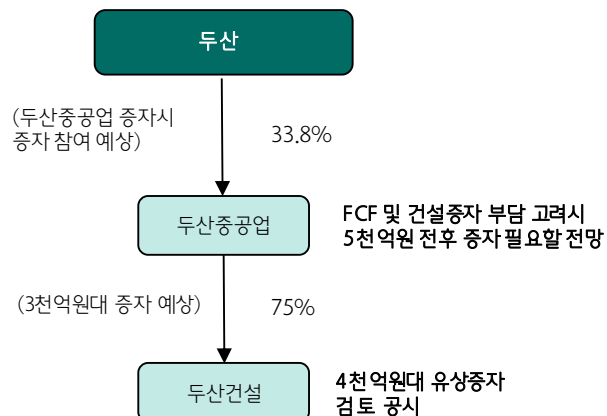 두산
(두산중공업 증자시
증자 참여 예상)
33.8%
두산중공업
FCF 및 건설증자 부담 고려시
5천억원 전후 증자 필요할 전망
(3천억원대 증자 예상)
75%
두산건설
4천억원대 유상증자
검토 공시